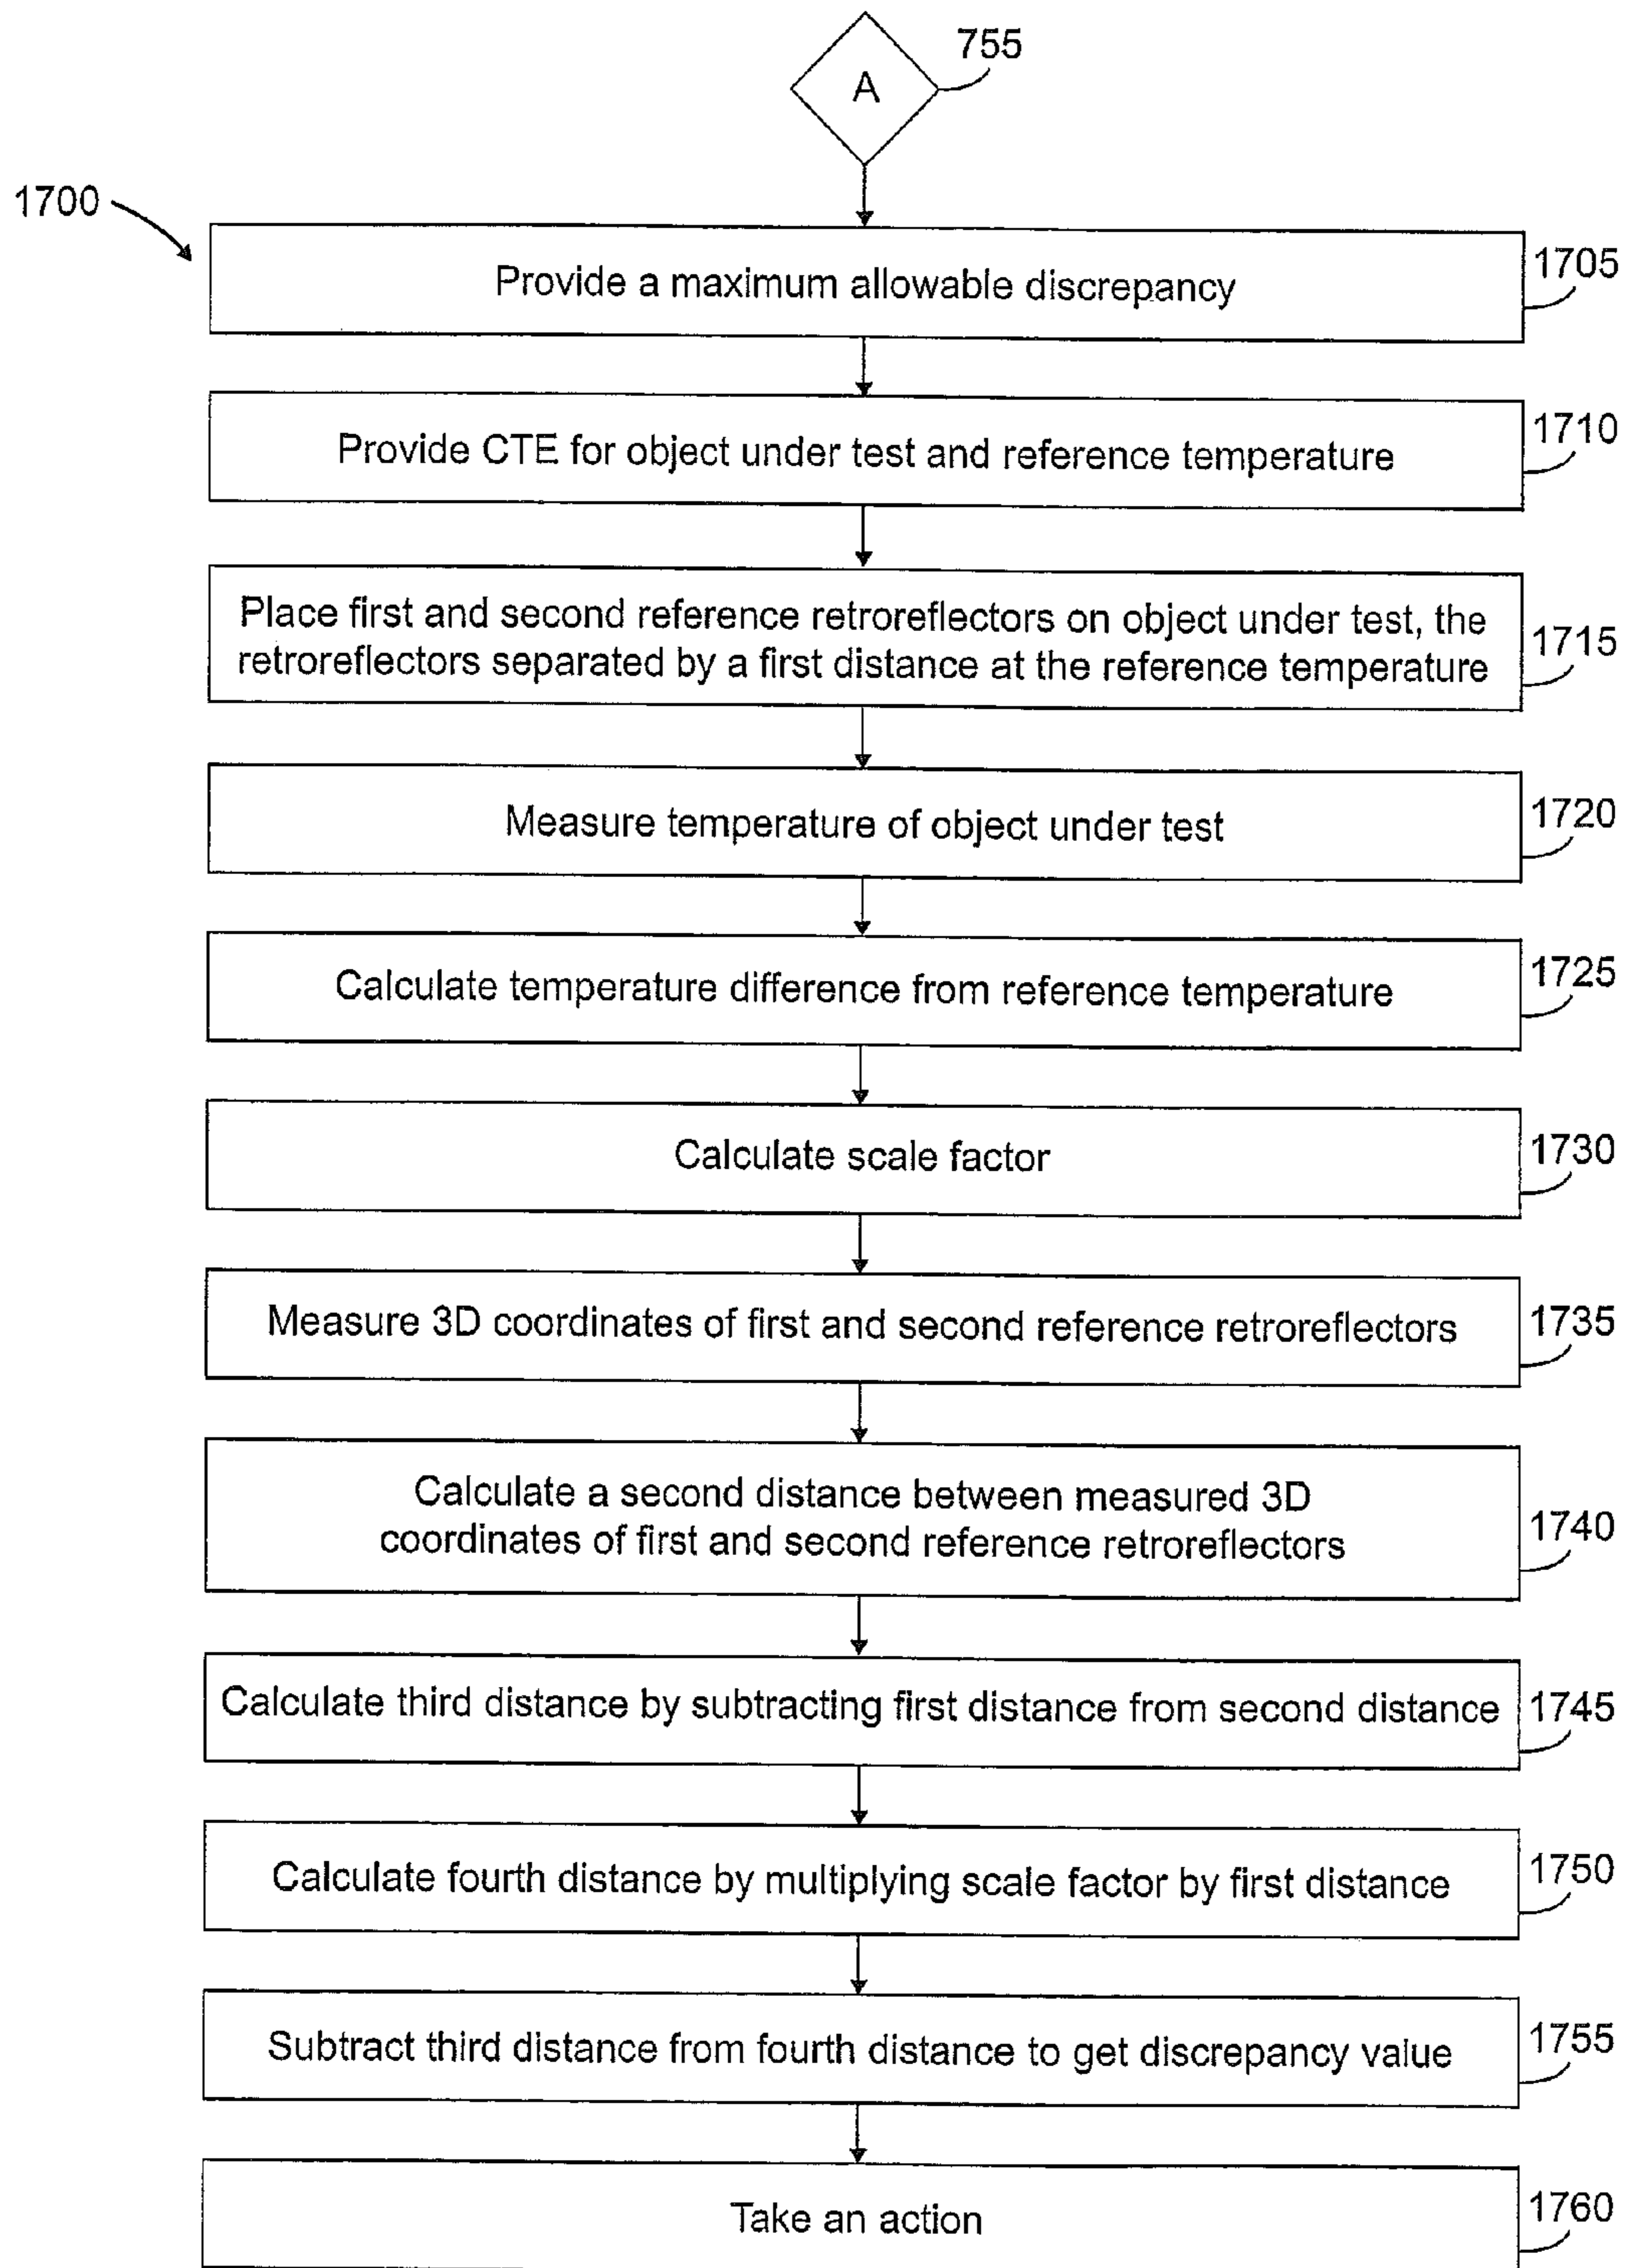 A
755
1700
Provide a maximum allowable discrepancy
1705
Provide CTE for object under test and reference temperature
1710
Place first and second reference retroreflectors on object under test, the
retroreflectors separated by a first distance at the reference temperature
1715
Measure temperature of object under test
1720
Calculate temperature difference from reference temperature
1725
Calculate scale factor
1730
Measure 3D coordinates of first and second reference retroreflectors
1735
Calculate a second distance between measured 3D
coordinates of first and second reference retroreflectors
1740
Calculate third distance by subtracting first distance from second distance
1745
Calculate fourth distance by multiplying scale factor by first distance
1750
Subtract third distance from fourth distance to get discrepancy value
1755
Take an action
1760